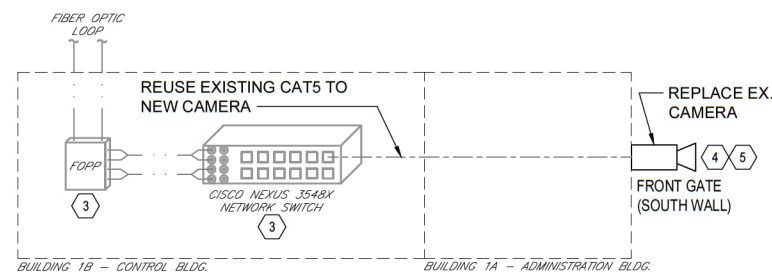 FIBER OPTIC
LOOP
REUSE EXISTING CAT5 TO
NEW CAMERA
REPLACE EX.
CAMERA
FOPP
3
CISCO NEXUS 3548X
NETWORK SWITCH
3
4
5
FRONT GATE
(SOUTH WALL)
BUILDING 1B - CONTROL BLDG.
BUILDING 1A - ADMINISTRATION BLDG.